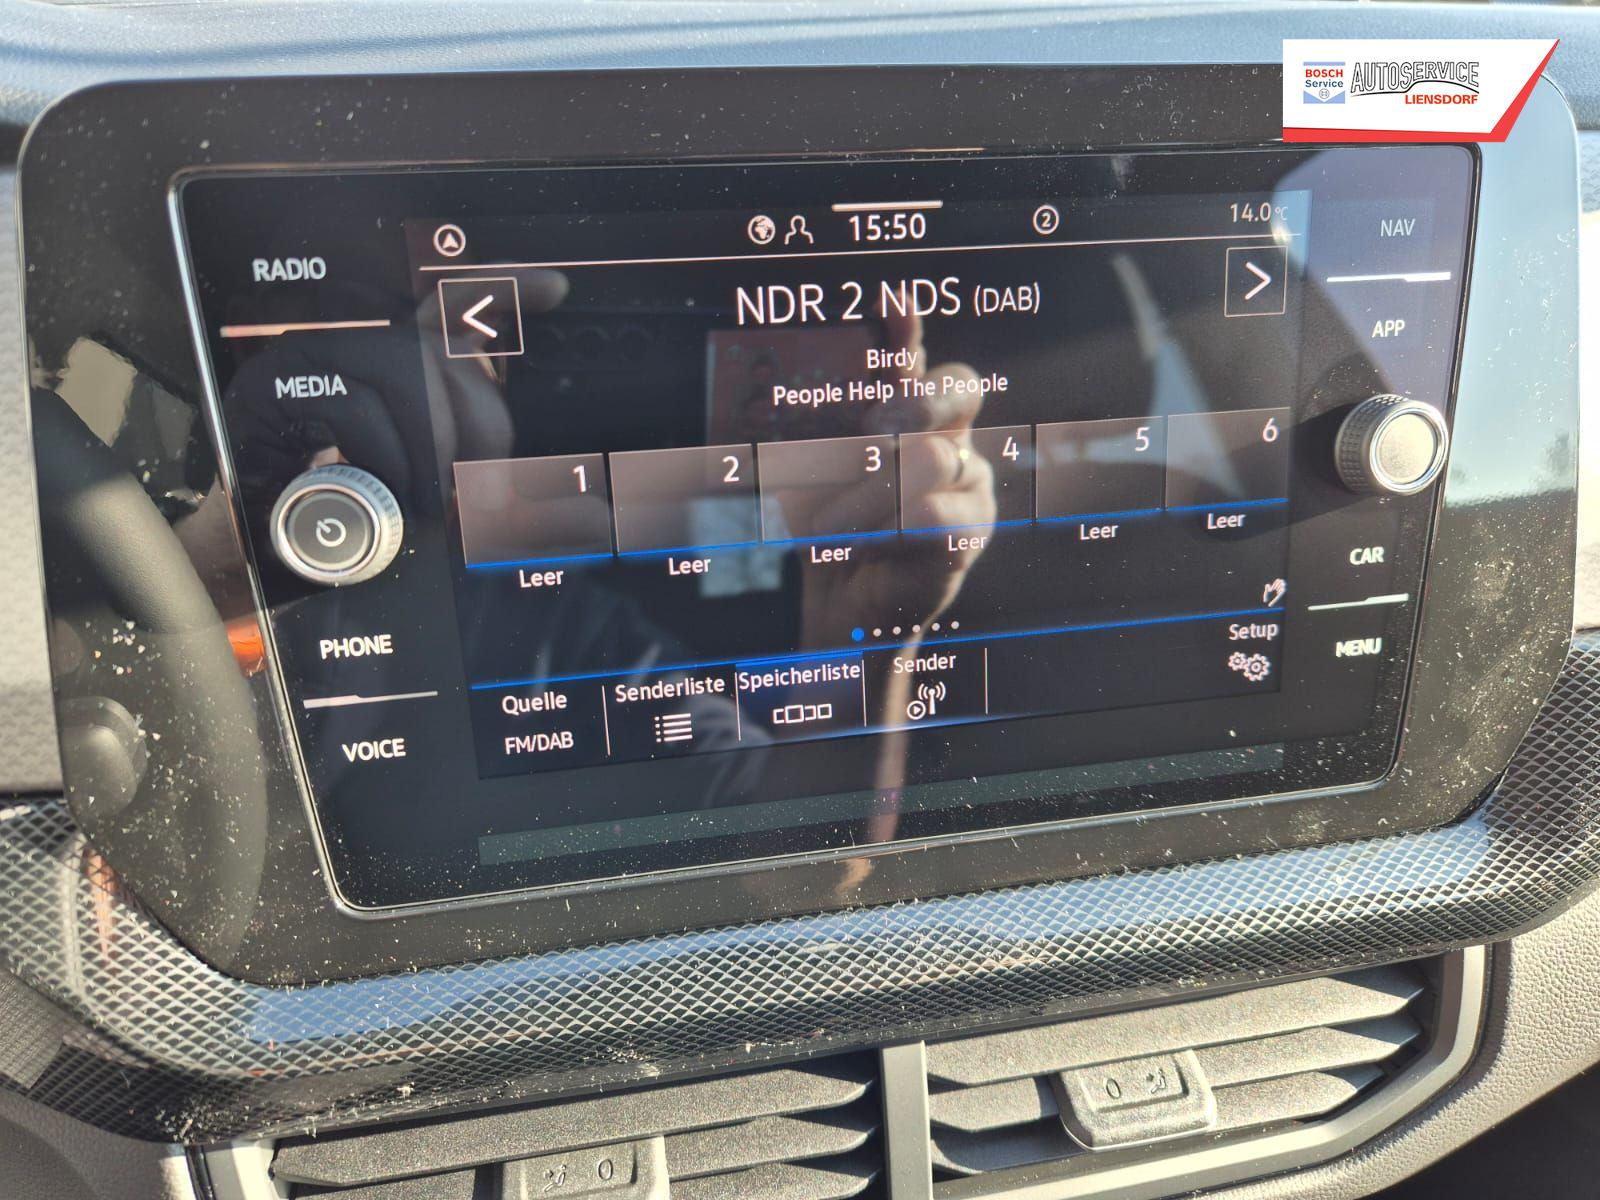 BOSCH
Service
AUTOSERVICE
LIENSDORF
RADIO
MEDIA
PHONE
VOICE
15:50
2
14.0 °C
NDR 2 NDS (DAB)
Birdy
People Help The People
1 2 3 4 5 6
Leer Leer Leer Leer Leer Leer
Quelle
FM/DAB
Senderliste
Speicherliste
Sender
Setup
NAV
APP
CAR
MENU
0
0